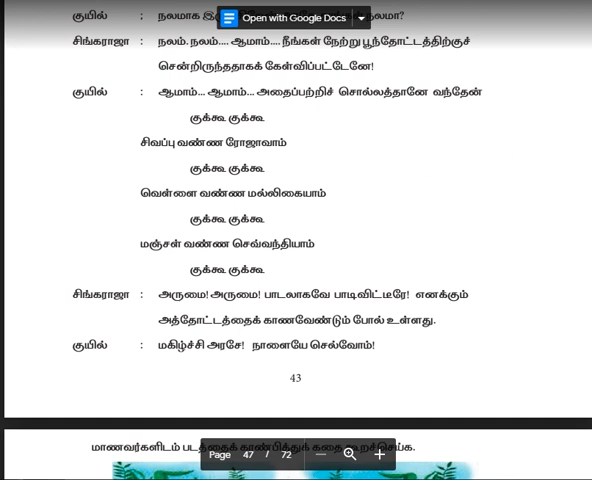 குயில் : நலமாக நலமா?
Open with Google Docs
சிங்கராஜா : நலம். நலம்.... ஆமாம்.... நீங்கள் நேற்று பூந்தோட்டத்திற்குச்
சென்றிருந்ததாகக் கேள்விப்பட்டேனே!
குயில் : ஆமாம்... ஆமாம்... அதைப்பற்றிச் சொல்லத்தானே வந்தேன்
குக்கூ குக்கூ
சிவப்பு வண்ண ரோஜாவாம்
குக்கூ குக்கூ
வெள்ளை வண்ண மல்லிகையாம்
குக்கூ குக்கூ
மஞ்சள் வண்ண செவ்வந்தியாம்
குக்கூ குக்கூ
சிங்கராஜா : அருமை! அருமை! பாடலாகவே பாடிவிட்டீரே! எனக்கும்
அத்தோட்டத்தைக் காணவேண்டும் போல் உள்ளது.
குயில் : மகிழ்ச்சி அரசே! நாளையே செல்வோம்!
43
மாணவர்களிடம் படத்தைக் காண்பித்துக் கதை கூறச்செய்க.
Page 47 / 72